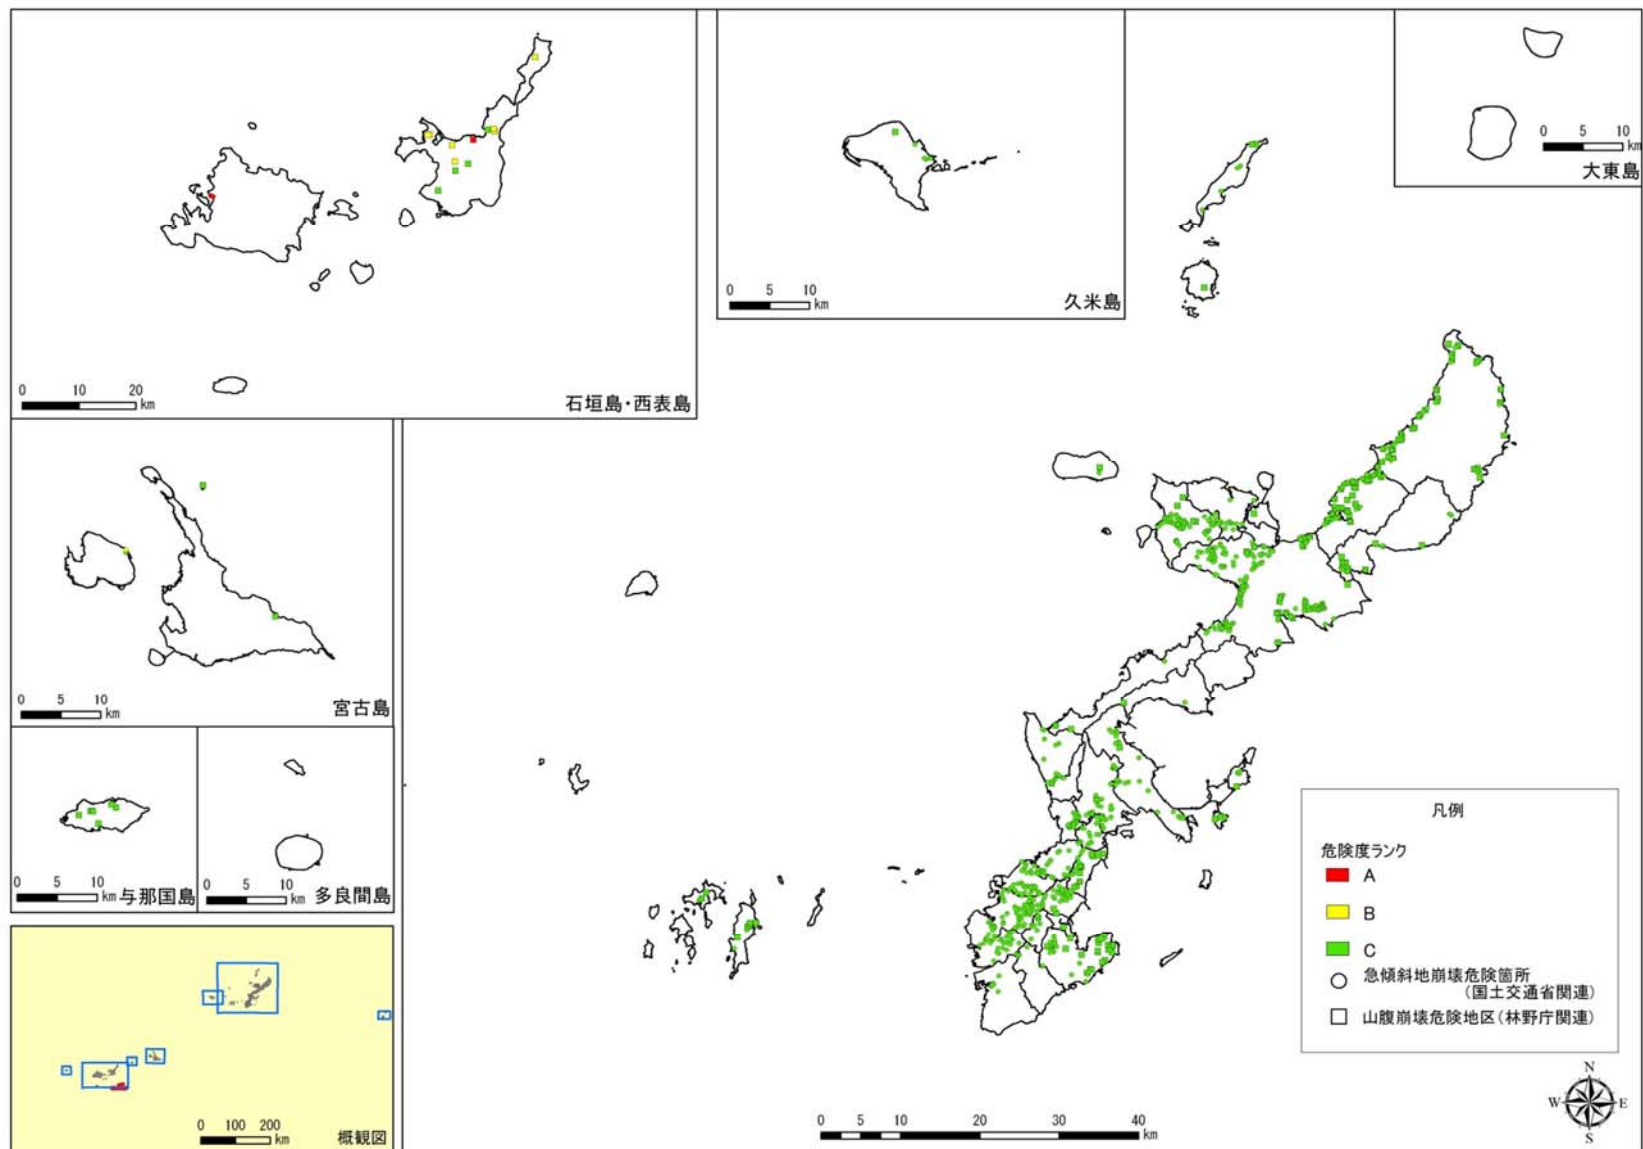 0 10 20
km
石垣島・西表島
0 5 10
km
久米島
0 5 10
km
大東島
0 5 10
km
宮古島
0 5 10
km
与那国島
0 5 10
km
多良間島
0 100 200
km
概観図
凡例
危険度ランク
A
B
C
急傾斜地崩壊危険箇所
(国土交通省関連)
山腹崩壊危険地区(林野庁関連)
N
W E
S
0 5 10 20 30 40
km